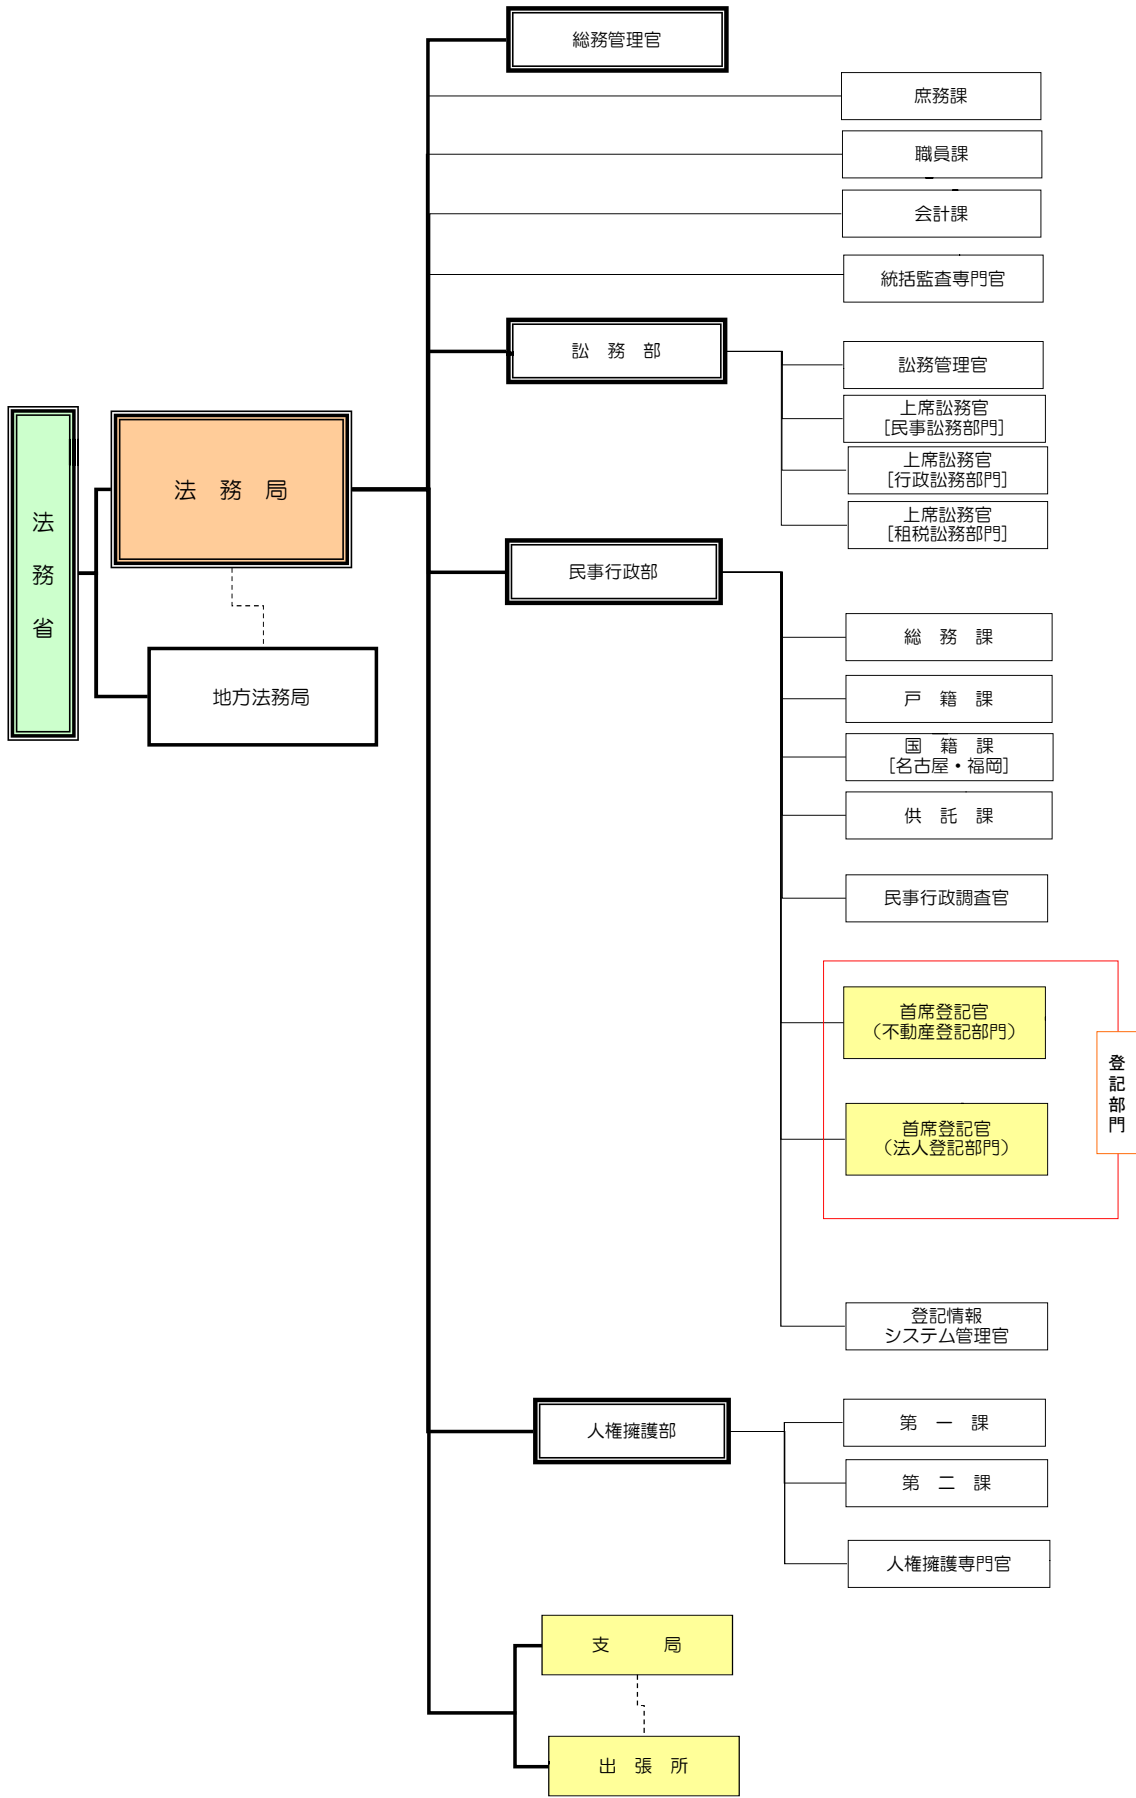 総務管理官
庶務課
職員課
会計課
統括監査専門官
訟　務　部
訟務管理官
上席訟務官
［民事訟務部門］
上席訟務官
［行政訟務部門］
上席訟務官
［租税訟務部門］
法務省
法　務　局
地方法務局
民事行政部
総　務　課
戸　籍　課
国　籍　課
［名古屋・福岡］
供　託　課
民事行政調査官
首席登記官
（不動産登記部門）
首席登記官
（法人登記部門）
登記部門
登記情報
システム管理官
人権擁護部
第　一　課
第　二　課
人権擁護専門官
支　　　局
出　張　所